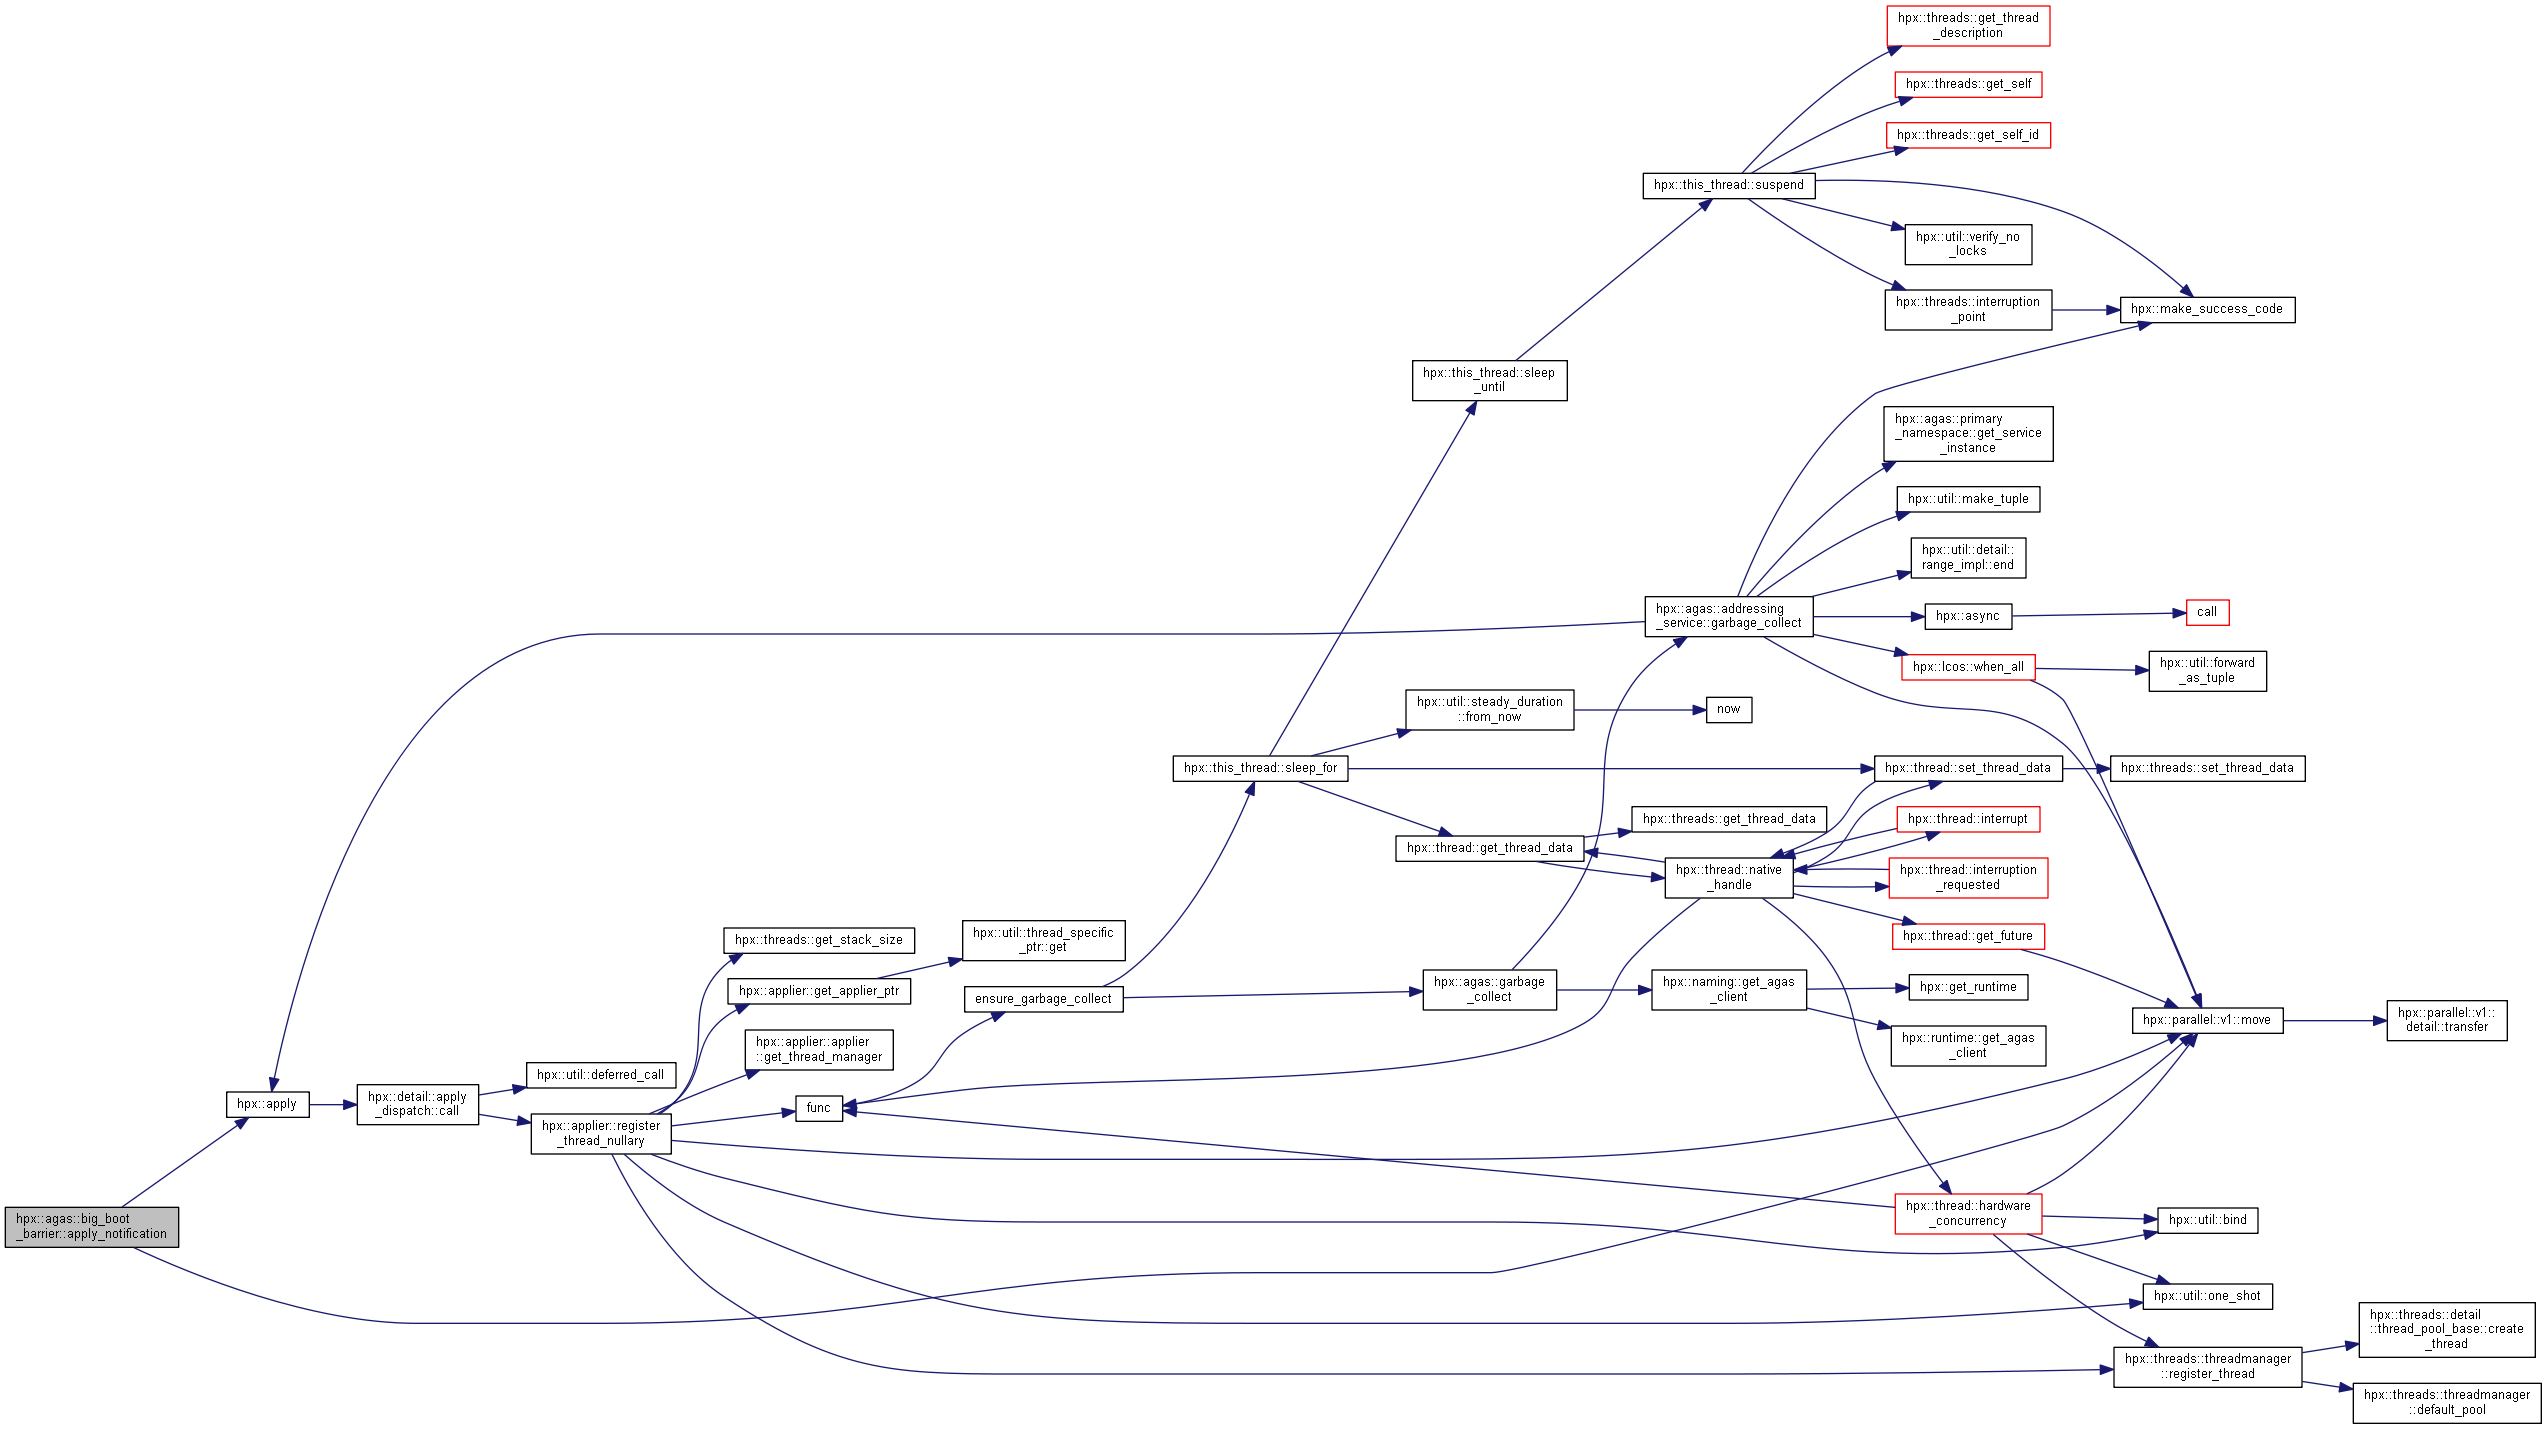 hpx::threads::get_thread
_description
hpx::threads::get_self
hpx::threads::get_self_id
hpx::this_thread::suspend
hpx::util::verify_no
_locks
hpx::threads::interruption
_point
hpx::make_success_code
hpx::this_thread::sleep
_until
hpx::agas::primary
_namespace::get_service
_instance
hpx::util::make_tuple
hpx::util::detail::
range_impl::end
hpx::agas::addressing
_service::garbage_collect
hpx::async
call
hpx::lcos::when_all
hpx::util::forward
_as_tuple
hpx::util::steady_duration
::from_now
now
hpx::this_thread::sleep_for
hpx::thread::set_thread_data
hpx::threads::set_thread_data
hpx::threads::get_thread_data
hpx::thread::interrupt
hpx::thread::get_thread_data
hpx::thread::native
_handle
hpx::thread::interruption
_requested
hpx::thread::get_future
hpx::threads::get_stack_size
hpx::util::thread_specific
_ptr::get
hpx::applier::get_applier_ptr
ensure_garbage_collect
hpx::agas::garbage
_collect
hpx::naming::get_agas
_client
hpx::get_runtime
hpx::runtime::get_agas
_client
hpx::parallel::v1::move
hpx::parallel::v1::
detail::transfer
hpx::applier::applier
::get_thread_manager
hpx::util::deferred_call
hpx::apply
hpx::detail::apply
_dispatch::call
func
hpx::applier::register
_thread_nullary
hpx::agas::big_boot
_barrier::apply_notification
hpx::thread::hardware
_concurrency
hpx::util::bind
hpx::util::one_shot
hpx::threads::detail
::thread_pool_base::create
_thread
hpx::threads::threadmanager
::register_thread
hpx::threads::threadmanager
::default_pool